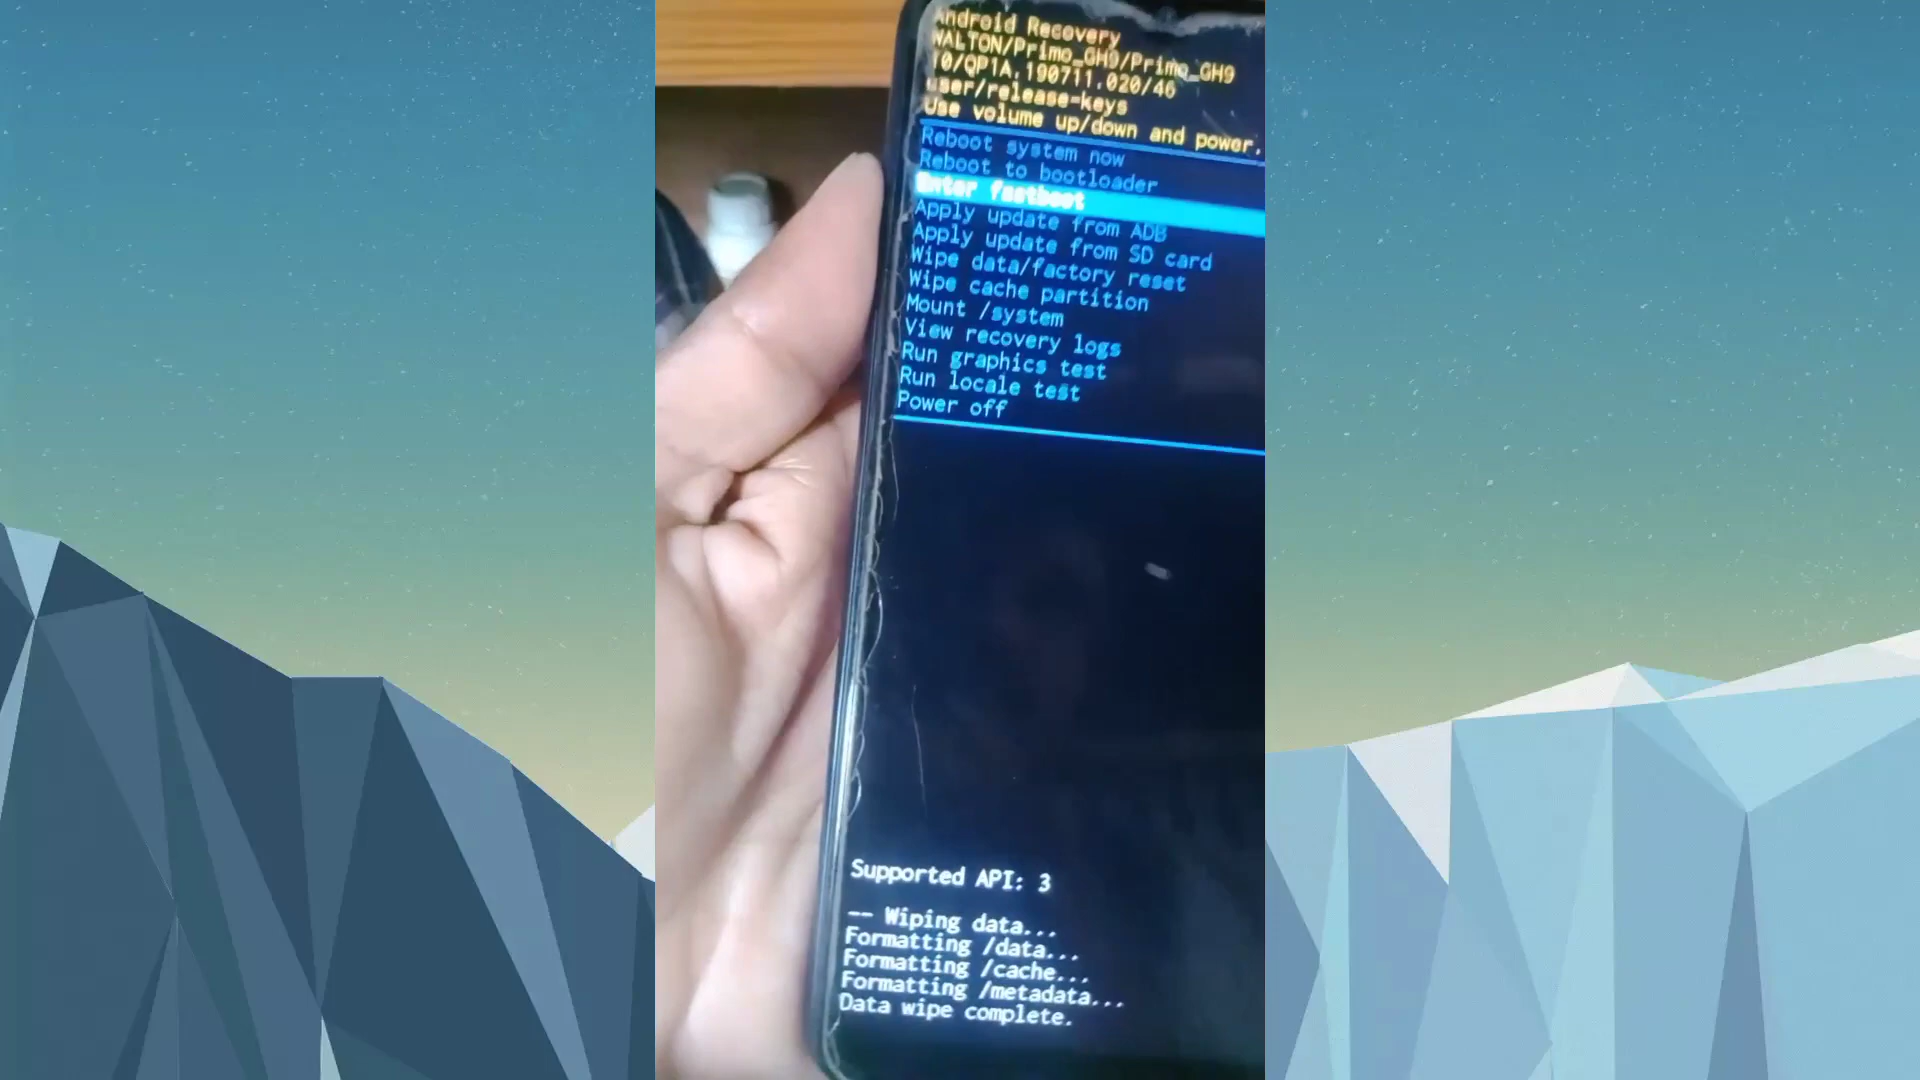 Android Recovery
WALTON/Primo_GH9/Primo_GH9
10/QP1A.190711.020/46
user/release-keys
Use volume up/down and power.
Reboot system now
Reboot to bootloader
Enter fastboot
Apply update from ADB
Apply update from SD card
Wipe data/factory reset
Wipe cache partition
Mount /system
View recovery logs
Run graphics test
Run locale test
Power off
Supported API: 3
-- Wiping data...
Formatting /data...
Formatting /cache...
Formatting /metadata...
Data wipe complete.